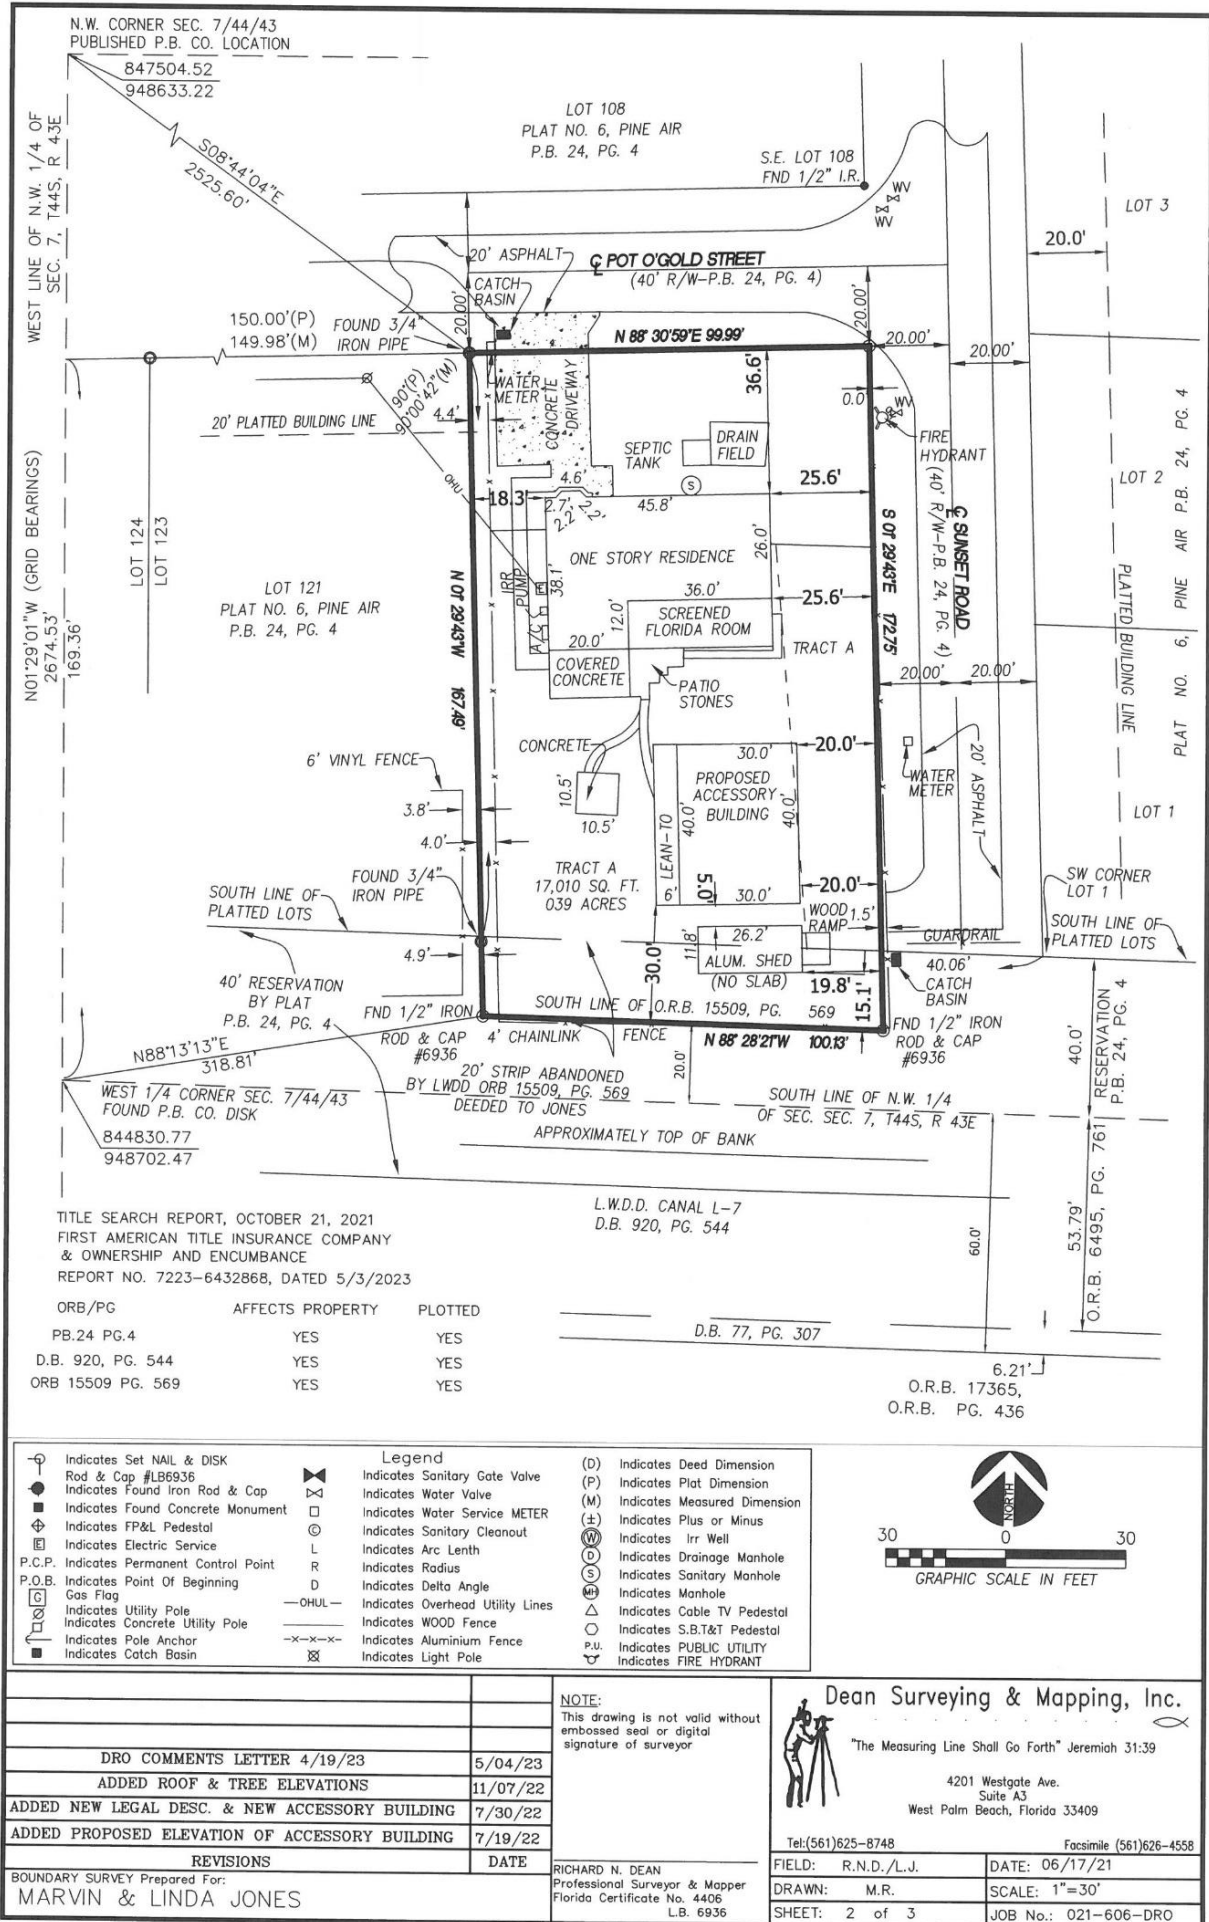 N.W. CORNER SEC. 7/44/43
PUBLISHED P.B. CO. LOCATION
847504.52
948633.22
WEST LINE OF N.W. 1/4 OF
SEC. 7, T44S, R 43E
S08°44'04"E
2525.60'
LOT 108
PLAT NO. 6, PINE AIR
P.B. 24, PG. 4
S.E. LOT 108
FND 1/2" I.R.
WV
WV
LOT 3
20.0'
20' ASPHALT
℄ POT O'GOLD STREET
(40' R/W-P.B. 24, PG. 4)
CATCH
BASIN
20.00'
20.00'
150.00'(P)
149.98'(M)
FOUND 3/4"
IRON PIPE
N 88° 30'59"E 99.99'
20.00'
20.00'
WATER
METER
CONCRETE
DRIVEWAY
36.6'
0.0'
WV
90°(P)
90°00'42"(M)
4.4'
20' PLATTED BUILDING LINE
FIRE
HYDRANT
SEPTIC
TANK
DRAIN
FIELD
S
LOT 2
OHU
4.6'
18.3'
2.7'
2.2'
2.2'
45.8'
25.6'
(40' R/W-P.B. 24, PG. 4)
℄ SUNSET ROAD
PLAT NO. 6, PINE AIR P.B. 24, PG. 4
N01°29'01"W (GRID BEARINGS)
2674.53'
169.36'
LOT 124
LOT 123
ONE STORY RESIDENCE
26.0'
S 01° 29'43"E 172.75'
PLATTED BUILDING LINE
LOT 121
PLAT NO. 6, PINE AIR
P.B. 24, PG. 4
N 01° 29'43"W 167.49'
IRR
PUMP
E
38.1'
A/C
36.0'
25.6'
12.0'
SCREENED
FLORIDA ROOM
20.0'
TRACT A
COVERED
CONCRETE
PATIO
STONES
20.00'
20.00'
CONCRETE
6' VINYL FENCE
30.0'
20.0'
PROPOSED
ACCESSORY
BUILDING
WATER
METER
20' ASPHALT
10.5'
10.5'
3.8'
4.0'
LEAN-TO
40.0'
40.0'
LOT 1
FOUND 3/4"
IRON PIPE
TRACT A
17,010 SQ. FT.
039 ACRES
6'
5.0'
30.0'
20.0'
SW CORNER
LOT 1
SOUTH LINE OF
PLATTED LOTS
WOOD
RAMP
1.5'
SOUTH LINE OF
PLATTED LOTS
GUARDRAIL
11.8'
26.2'
ALUM. SHED
(NO SLAB)
4.9'
30.0'
19.8'
15.1'
40.06'
CATCH
BASIN
40' RESERVATION
BY PLAT
P.B. 24, PG. 4
SOUTH LINE OF O.R.B. 15509, PG. 569
FND 1/2" IRON
ROD & CAP
#6936
4' CHAINLINK FENCE
N 88° 28'21"W 100.13'
FND 1/2" IRON
ROD & CAP
#6936
40.0'
RESERVATION
P.B. 24, PG. 4
N88°13'13"E
318.81'
20.0'
20' STRIP ABANDONED
BY LWDD ORB 15509, PG. 569
DEEDED TO JONES
WEST 1/4 CORNER SEC. 7/44/43
FOUND P.B. CO. DISK
SOUTH LINE OF N.W. 1/4
OF SEC. SEC. 7, T44S, R 43E
844830.77
948702.47
APPROXIMATELY TOP OF BANK
L.W.D.D. CANAL L-7
D.B. 920, PG. 544
60.0'
53.79'
O.R.B. 6495, PG. 761
D.B. 77, PG. 307
6.21'
O.R.B. 17365,
O.R.B. PG. 436
TITLE SEARCH REPORT, OCTOBER 21, 2021
FIRST AMERICAN TITLE INSURANCE COMPANY
& OWNERSHIP AND ENCUMBANCE
REPORT NO. 7223-6432868, DATED 5/3/2023
ORB/PG AFFECTS PROPERTY PLOTTED
PB.24 PG.4 YES YES
D.B. 920, PG. 544 YES YES
ORB 15509 PG. 569 YES YES
Legend
Indicates Set NAIL & DISK
Rod & Cap #LB6936
Indicates Found Iron Rod & Cap
Indicates Found Concrete Monument
Indicates FP&L Pedestal
E Indicates Electric Service
P.C.P. Indicates Permanent Control Point
P.O.B. Indicates Point Of Beginning
G Gas Flag
Indicates Utility Pole
Indicates Concrete Utility Pole
Indicates Pole Anchor
Indicates Catch Basin
Indicates Sanitary Gate Valve
Indicates Water Valve
Indicates Water Service METER
C Indicates Sanitary Cleanout
L Indicates Arc Lenth
R Indicates Radius
D Indicates Delta Angle
—OHUL— Indicates Overhead Utility Lines
Indicates WOOD Fence
-x-x-x- Indicates Aluminium Fence
Indicates Light Pole
(D) Indicates Deed Dimension
(P) Indicates Plat Dimension
(M) Indicates Measured Dimension
(±) Indicates Plus or Minus
W Indicates Irr Well
D Indicates Drainage Manhole
S Indicates Sanitary Manhole
MH Indicates Manhole
Indicates Cable TV Pedestal
Indicates S.B.T&T Pedestal
P.U. Indicates PUBLIC UTILITY
Indicates FIRE HYDRANT
NORTH
30 0 30
GRAPHIC SCALE IN FEET
DRO COMMENTS LETTER 4/19/23 5/04/23
ADDED ROOF & TREE ELEVATIONS 11/07/22
ADDED NEW LEGAL DESC. & NEW ACCESSORY BUILDING 7/30/22
ADDED PROPOSED ELEVATION OF ACCESSORY BUILDING 7/19/22
REVISIONS DATE
BOUNDARY SURVEY Prepared For:
MARVIN & LINDA JONES
NOTE:
This drawing is not valid without
embossed seal or digital
signature of surveyor
RICHARD N. DEAN
Professional Surveyor & Mapper
Florida Certificate No. 4406
L.B. 6936
Dean Surveying & Mapping, Inc.
"The Measuring Line Shall Go Forth" Jeremiah 31:39
4201 Westgate Ave.
Suite A3
West Palm Beach, Florida 33409
Tel:(561)625-8748 Facsimile (561)626-4558
FIELD: R.N.D./L.J. DATE: 06/17/21
DRAWN: M.R. SCALE: 1"=30'
SHEET: 2 of 3 JOB No.: 021-606-DRO